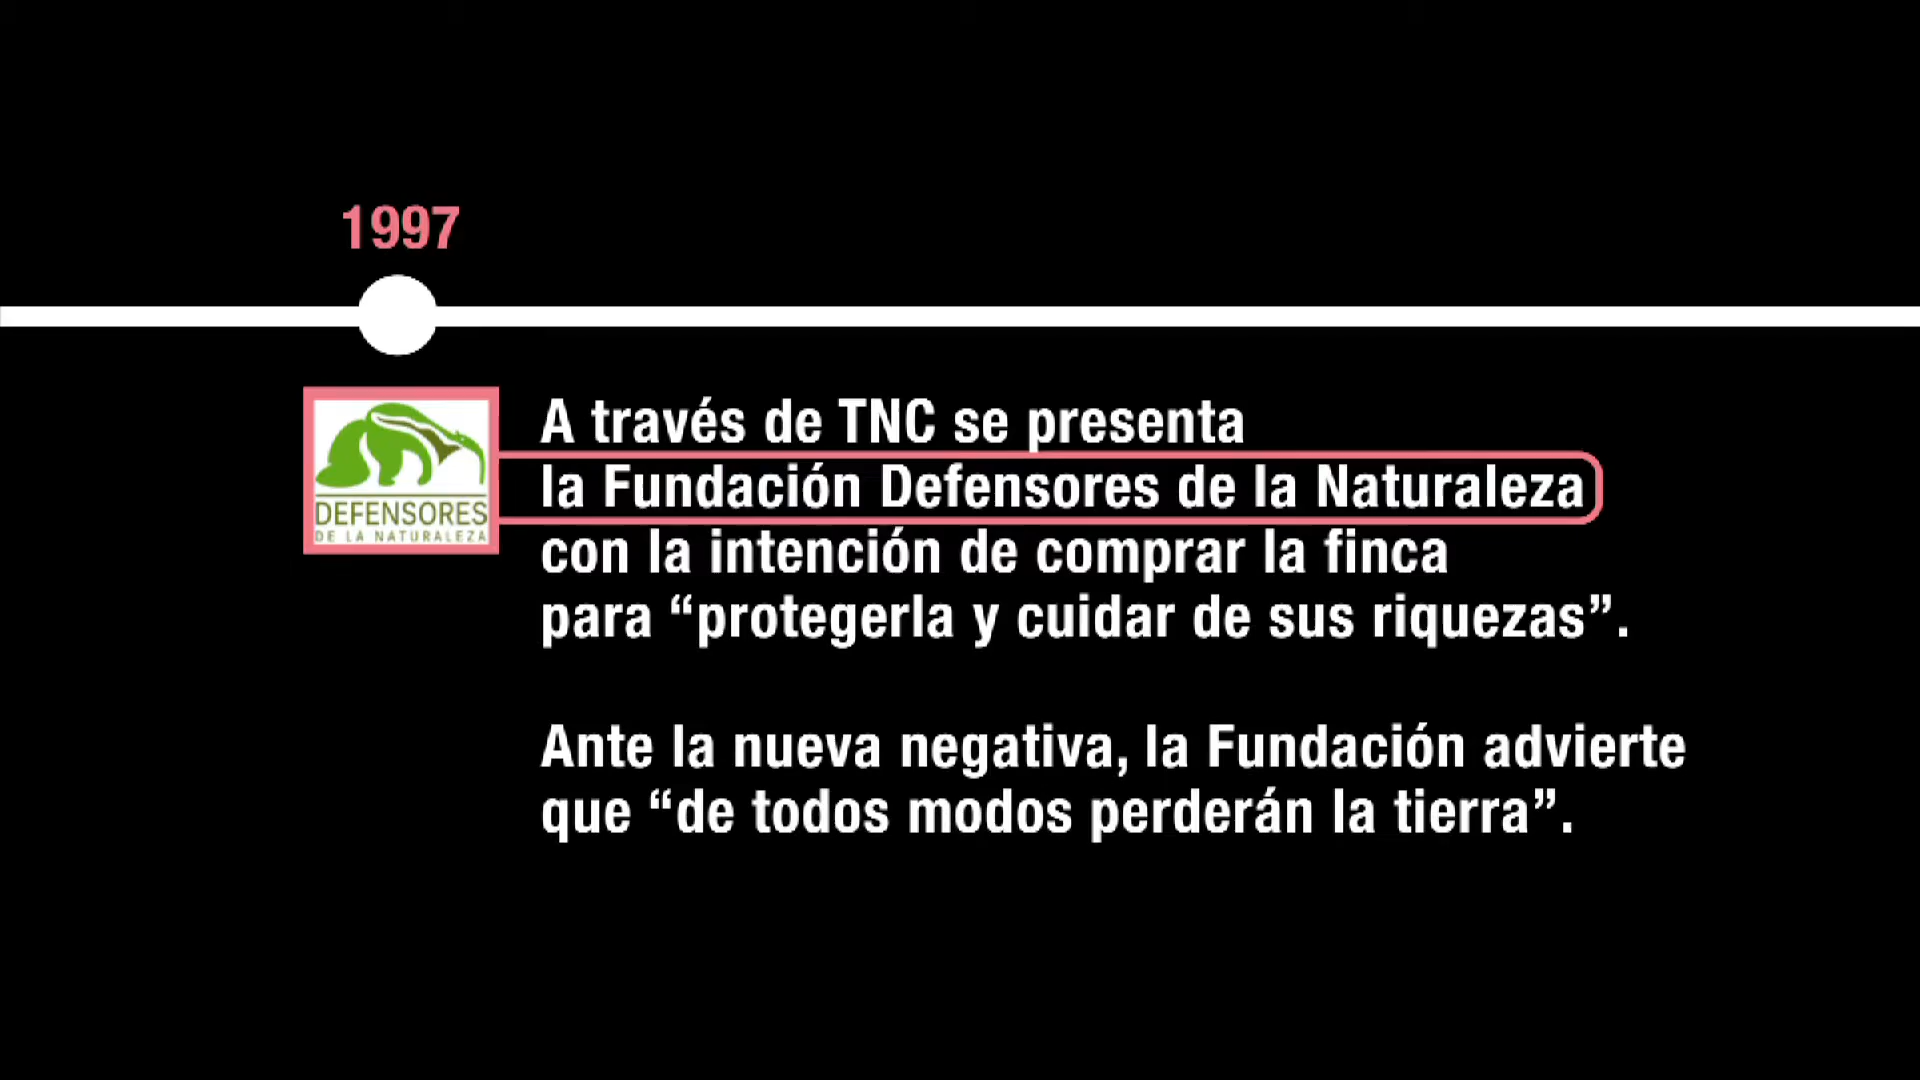 1997
DEFENSORES
DE LA NATURALEZA
A través de TNC se presenta
la Fundación Defensores de la Naturaleza
con la intención de comprar la finca
para “protegerla y cuidar de sus riquezas”.
Ante la nueva negativa, la Fundación advierte
que “de todos modos perderán la tierra”.